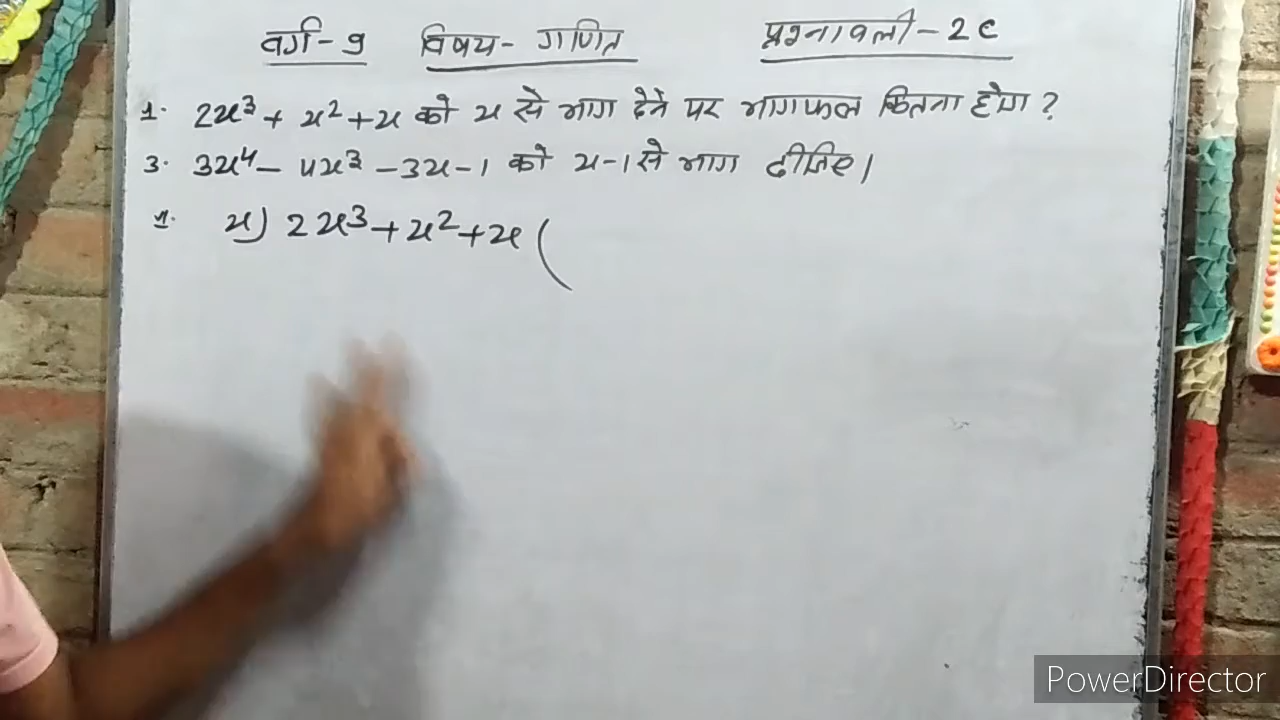 वर्ग-9 विषय- गणित प्रश्नावली-2c
1. 2x³ + x² + x को x से भाग देने पर भागफल कितना होगा ?
3. 3x⁴ - 4x³ - 3x - 1 को x-1 से भाग दीजिए।
1. x) 2x³ + x² + x (
PowerDirector